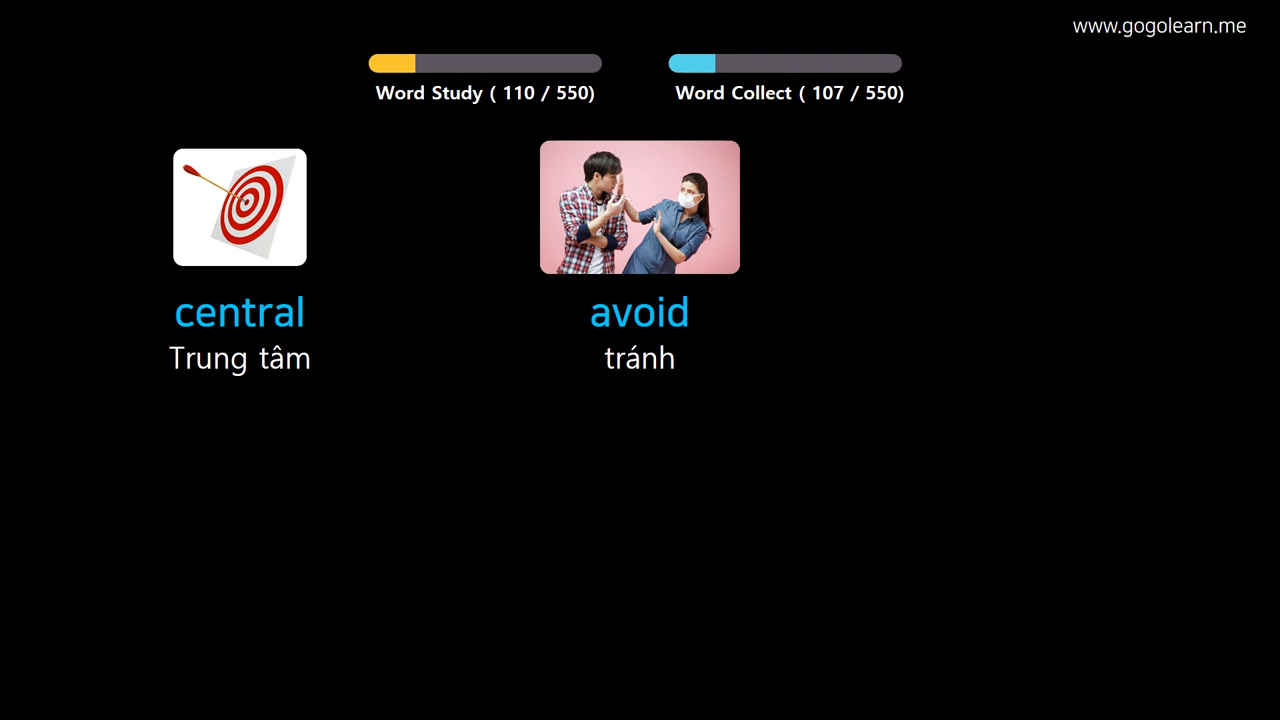 www.gogolearn.me
Word Study ( 110 / 550)
Word Collect ( 107 / 550)
central
Trung tâm
avoid
tránh